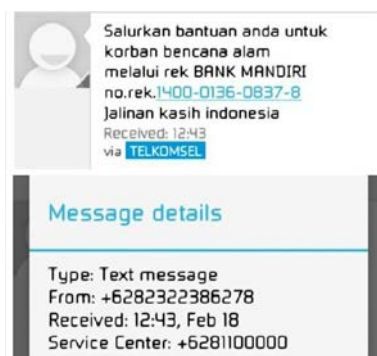 Salurkan bantuan anda untuk
korban bencana alam
melalui rek BANK MANDIRI
no.rek.1400-0136-0837-8
Jalinan kasih indonesia
Received: 12:43
via TELKOMSEL
Message details
Type: Text message
From: +6282322386278
Received: 12:43, Feb 18
Service Center: +6281100000